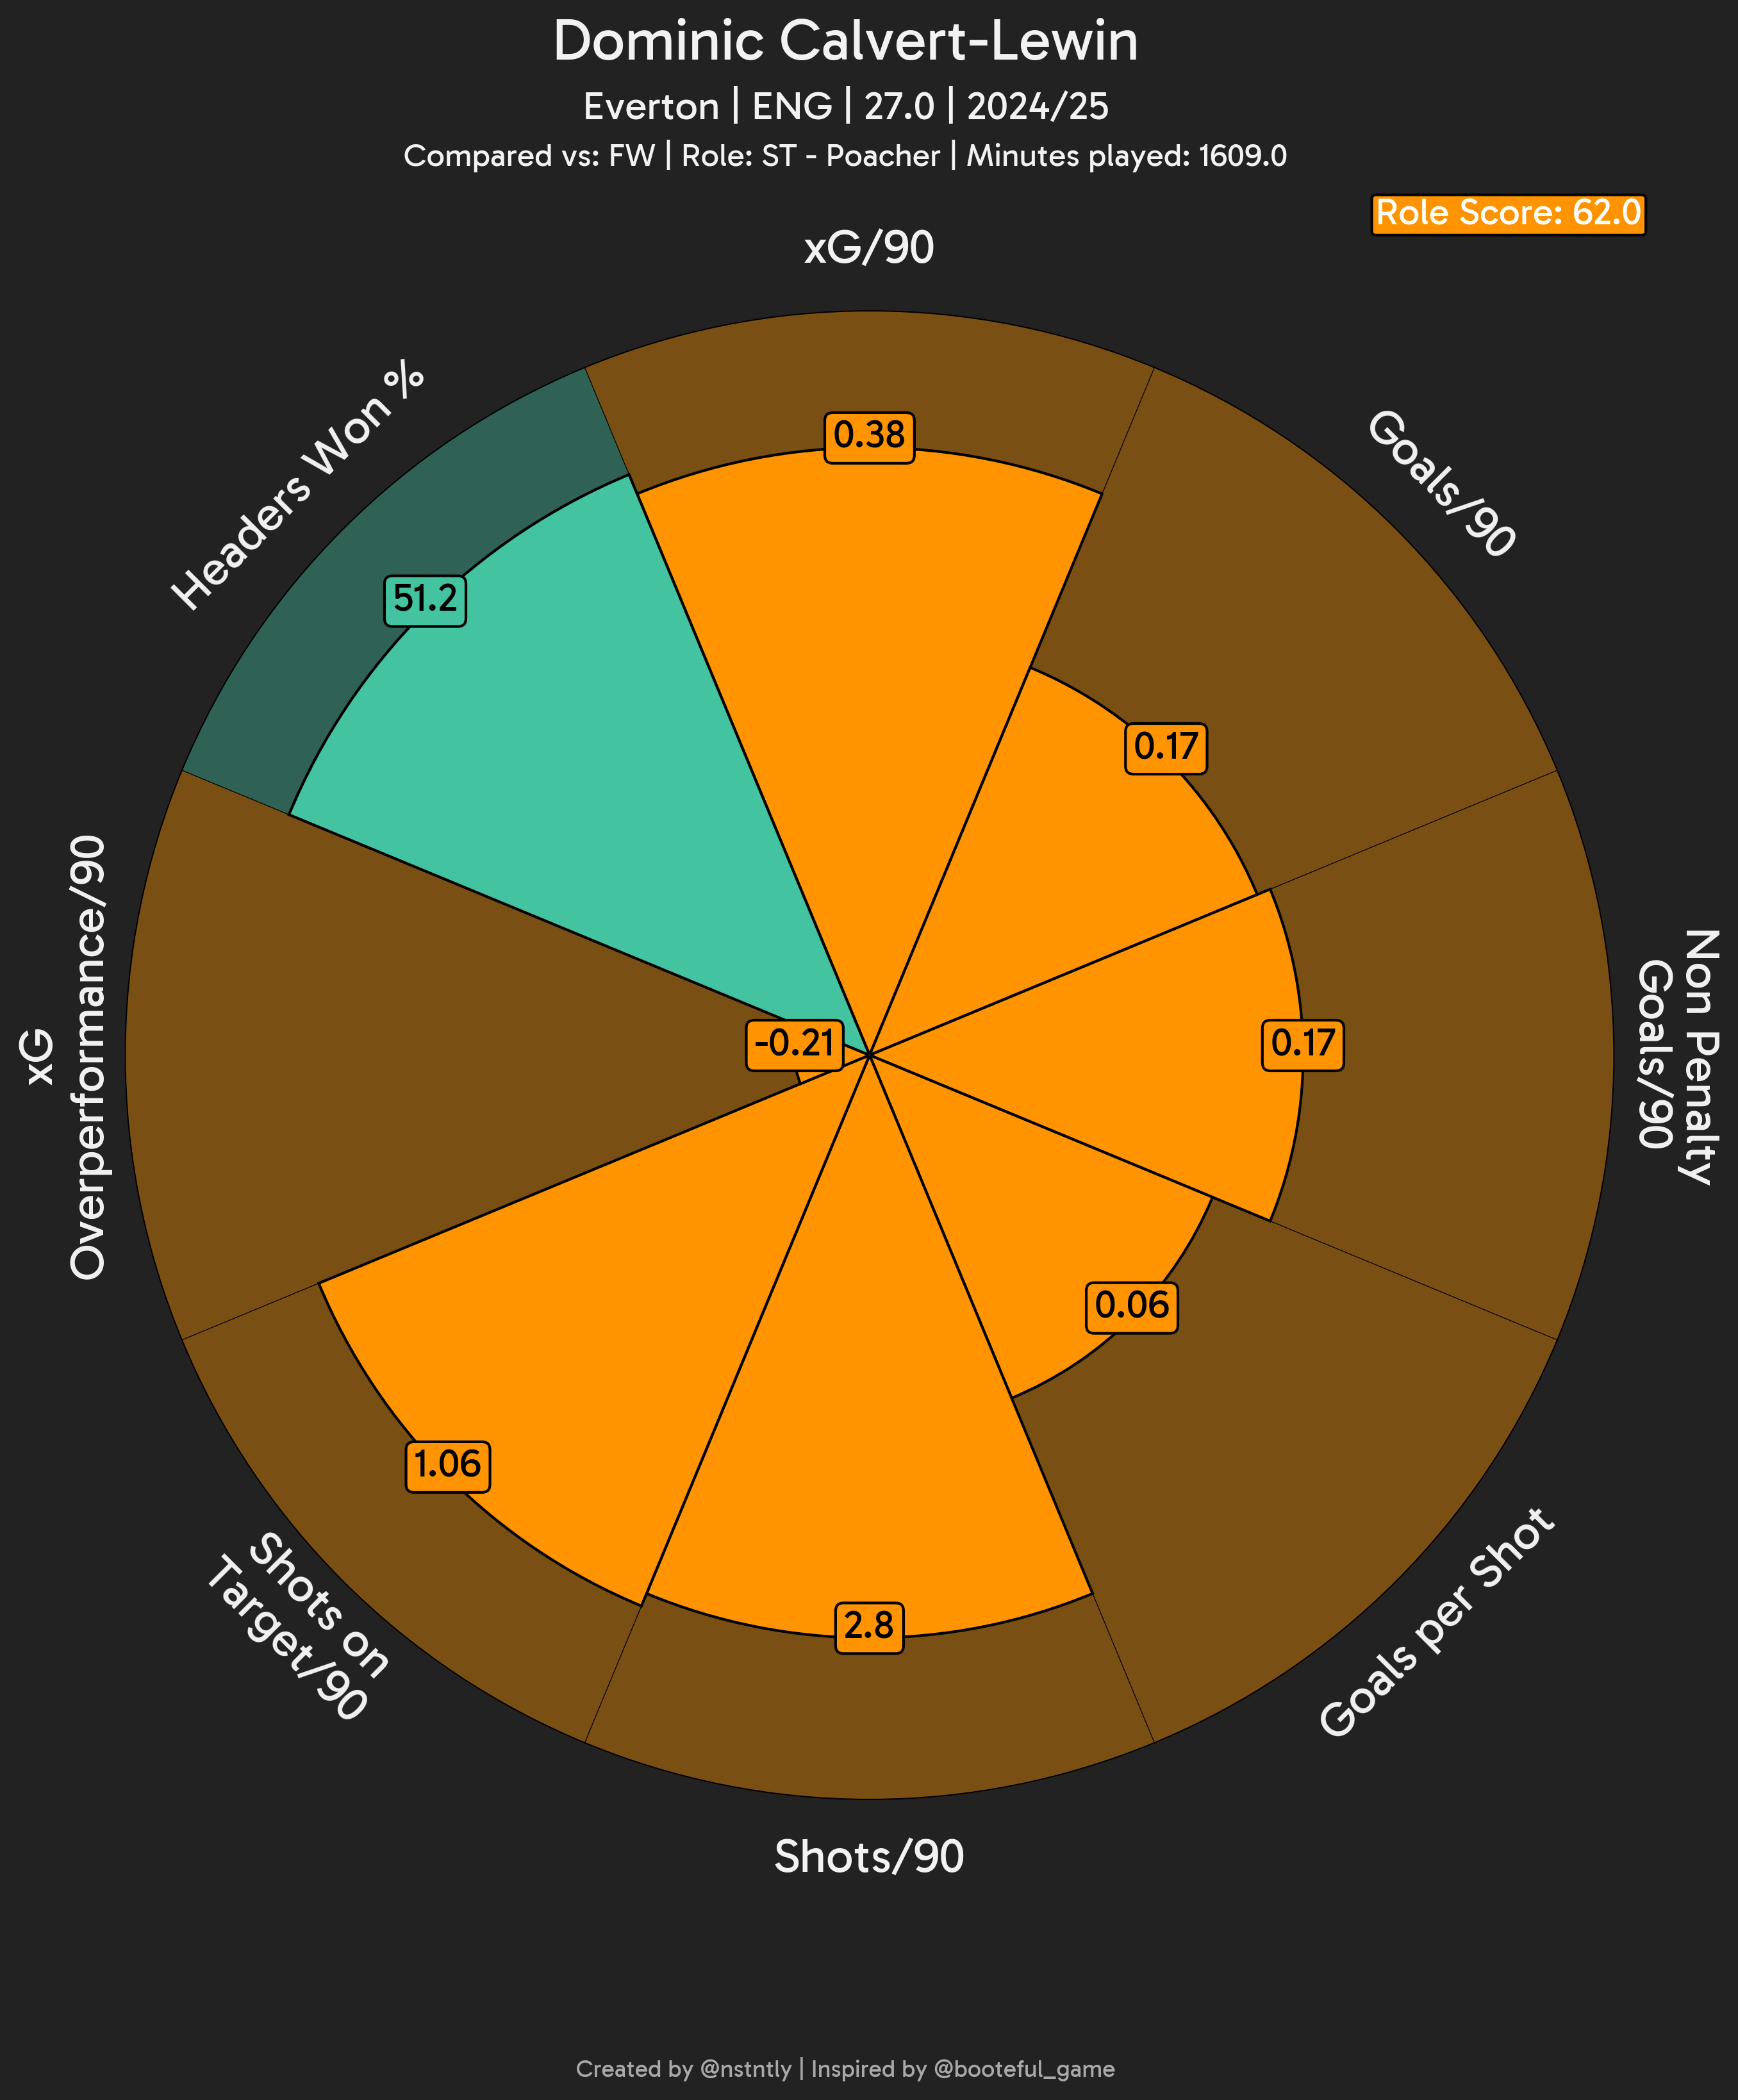 Dominic Calvert-Lewin
Everton | ENG | 27.0 | 2024/25
Compared vs: FW | Role: ST - Poacher | Minutes played: 1609.0
Role Score: 62.0
xG/90
0.38
Goals/90
0.17
Non Penalty
Goals/90
0.17
Goals per Shot
0.06
Shots/90
2.8
Shots on
Target/90
1.06
xG
Overperformance/90
-0.21
Headers Won %
51.2
Created by @nstntly | Inspired by @booteful_game